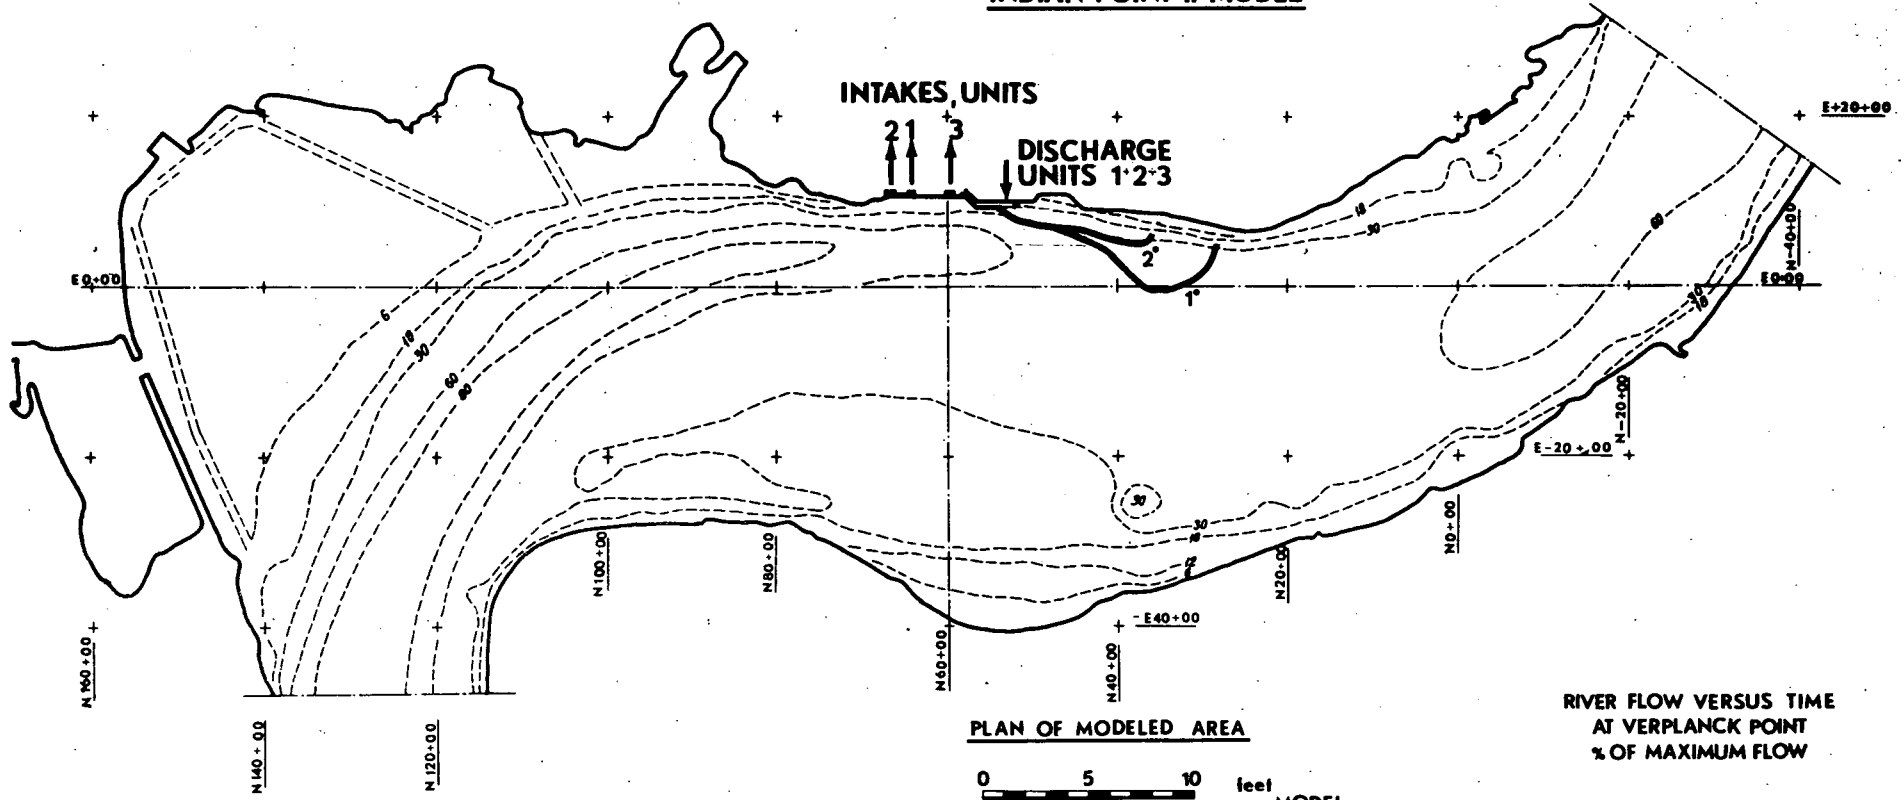 INDIAN POINT II MODEL
INTAKES, UNITS
2 1 3
DISCHARGE
UNITS 1+2+3
E+20+00
18
30
60
N-40+00
2°
E0+00
E0+00
1°
30
18
6
18
30
60
80
N-20+00
E-20+00
30
30
18
12
6
N0+00
N20+00
N100+00
N80+00
-E40+00
N60+00
N40+00
N160+00
N140+00
N120+00
RIVER FLOW VERSUS TIME
AT VERPLANCK POINT
% OF MAXIMUM FLOW
PLAN OF MODELED AREA
0 5 10 feet
MODEL